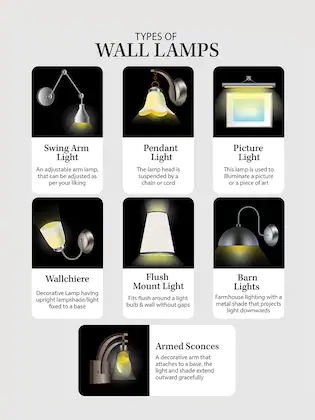 TYPES OF
WALL LAMPS
Swing Arm
Light
An adjustable arm lamp,
that can be adjusted as
per your liking
Pendant
Light
The lamp head is
suspended by a
chain or cord
Picture
Light
This lamp is used to
illuminate a picture
or a piece of art
Wallchiere
Decorative Lamp having
upright lampshade/light
fixed to a base
Flush
Mount Light
Fits flush around a light
bulb & wall without gaps
Barn
Lights
Farmhouse lighting with a
metal shade that projects
light downwards
Armed Sconces
A decorative arm that
attaches to a base, the
light and shade extend
outward gracefully